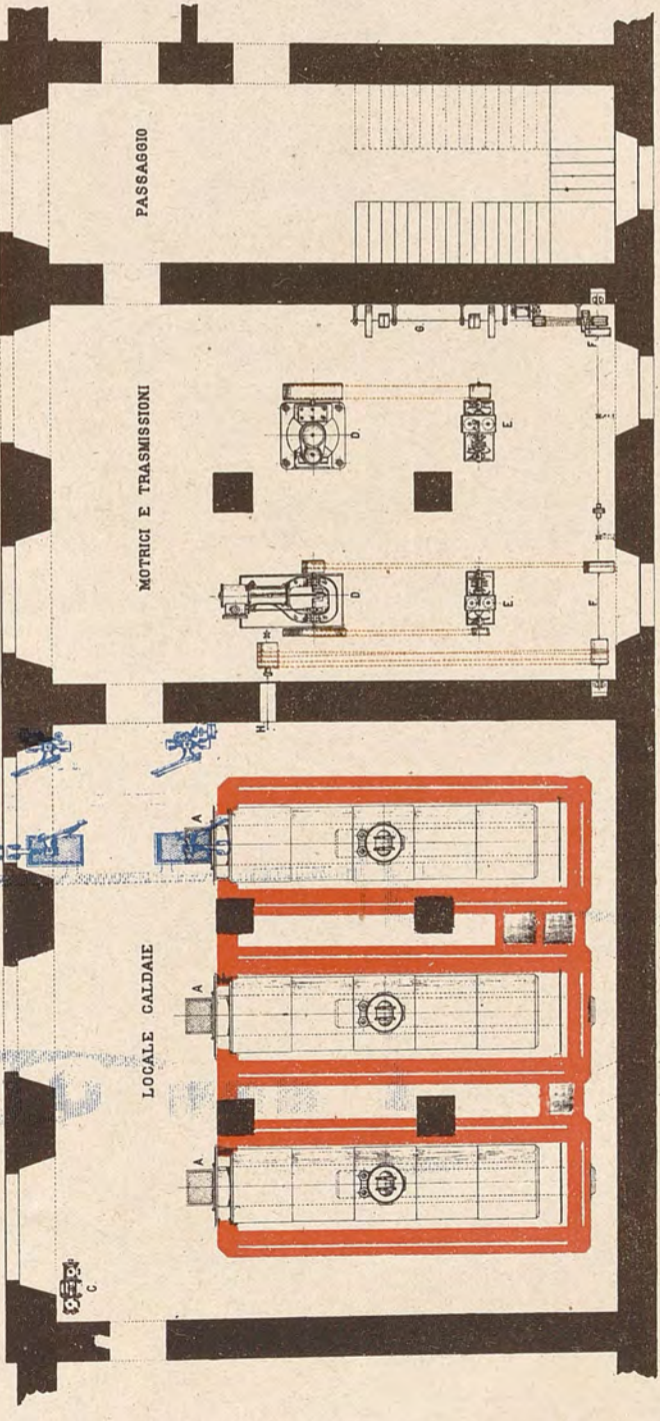 PASSAGGIO
MOTRICI E TRASMISSIONI
LOCALE CALDAIE
G.
F.
D.
E.
D.
E.
F.
H.
A
A
A
C.